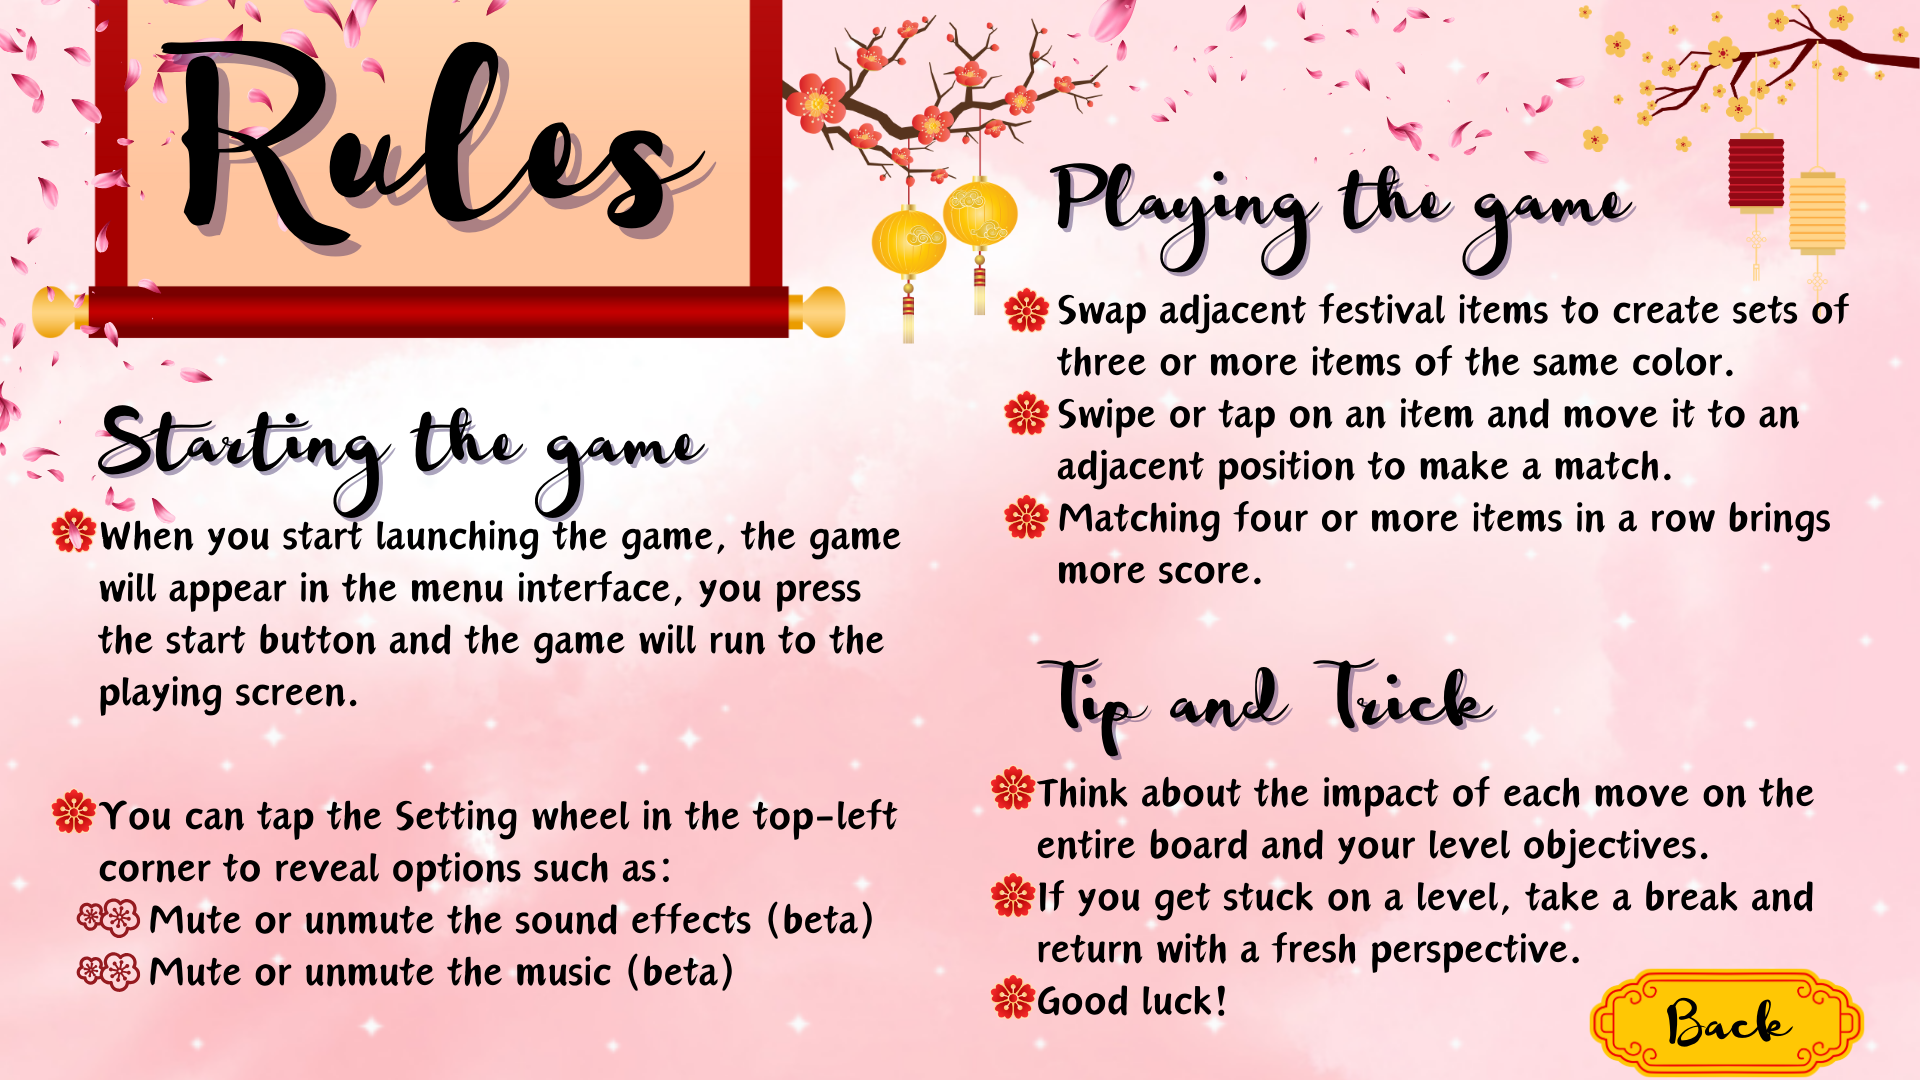 Rules
Starting the game
When you start launching the game, the game
will appear in the menu interface, you press
the start button and the game will run to the
playing screen.
You can tap the Setting wheel in the top-left
corner to reveal options such as:
Mute or unmute the sound effects (beta)
Mute or unmute the music (beta)
Playing the game
Swap adjacent festival items to create sets of
three or more items of the same color.
Swipe or tap on an item and move it to an
adjacent position to make a match.
Matching four or more items in a row brings
more score.
Tip and Trick
Think about the impact of each move on the
entire board and your level objectives.
If you get stuck on a level, take a break and
return with a fresh perspective.
Good luck!
Back